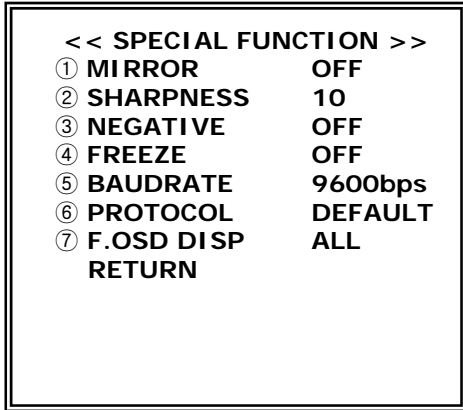 << SPECIAL FUNCTION >>
① MIRROR OFF
② SHARPNESS 10
③ NEGATIVE OFF
④ FREEZE OFF
⑤ BAUDRATE 9600bps
⑥ PROTOCOL DEFAULT
⑦ F.OSD DISP ALL
RETURN